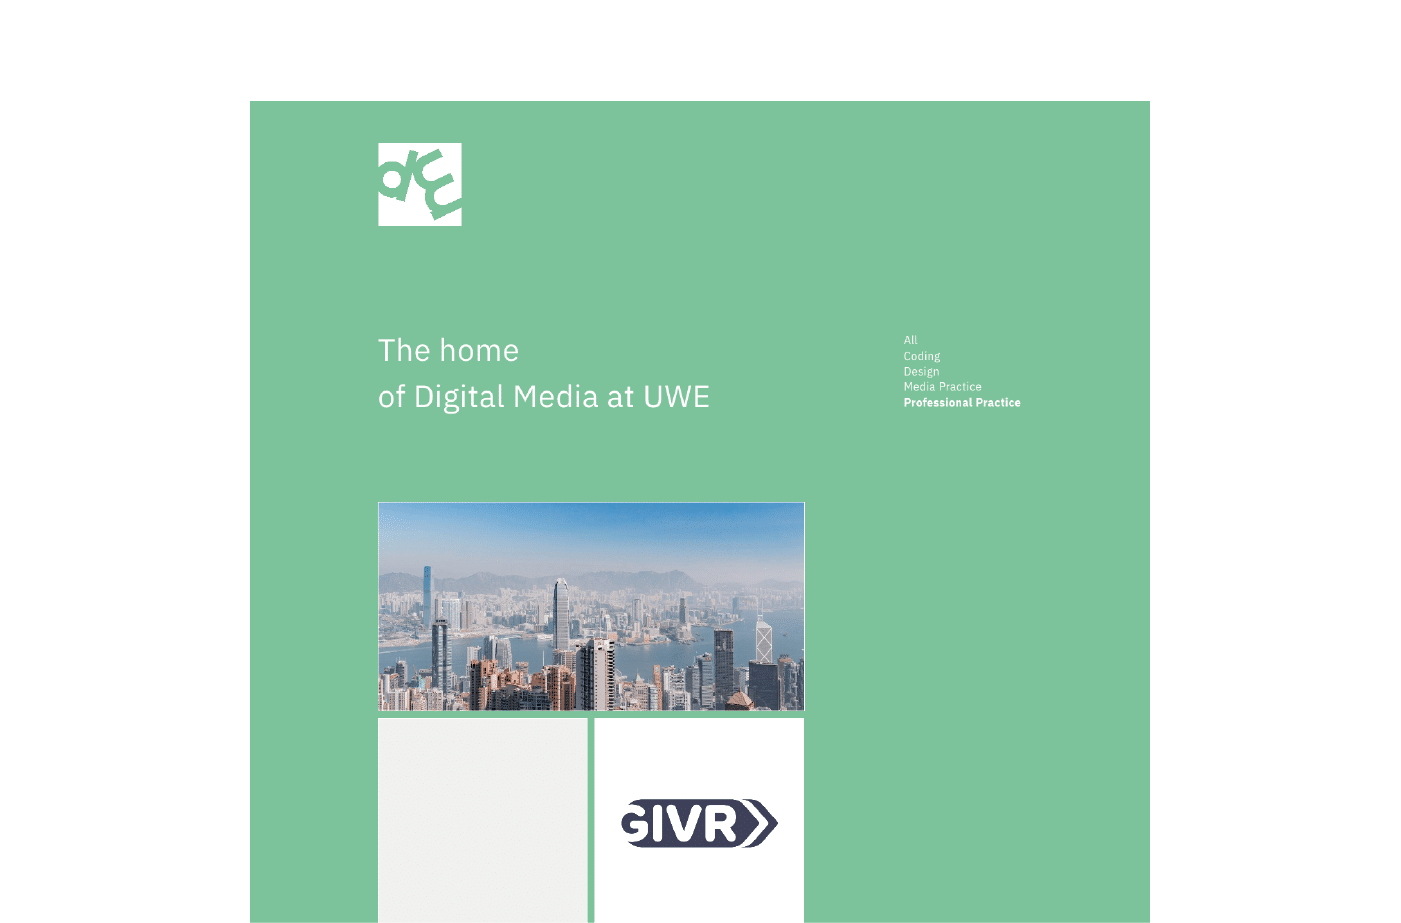 The home
of Digital Media at UWE
All
Coding
Design
Media Practice
Professional Practice
GIVR